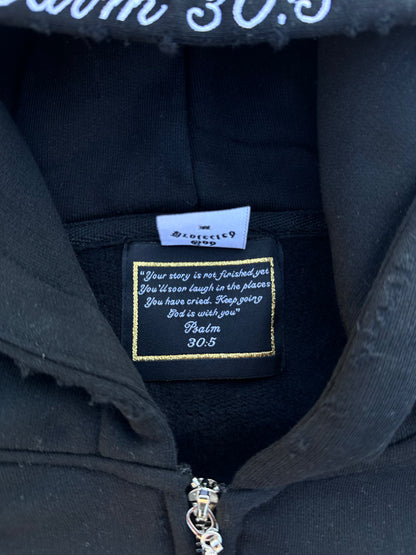 Psalm 30:5
"Your story is not finished yet
You'll soon laugh in the places
You have cried. Keep going
God is with you"
Psalm
30:5